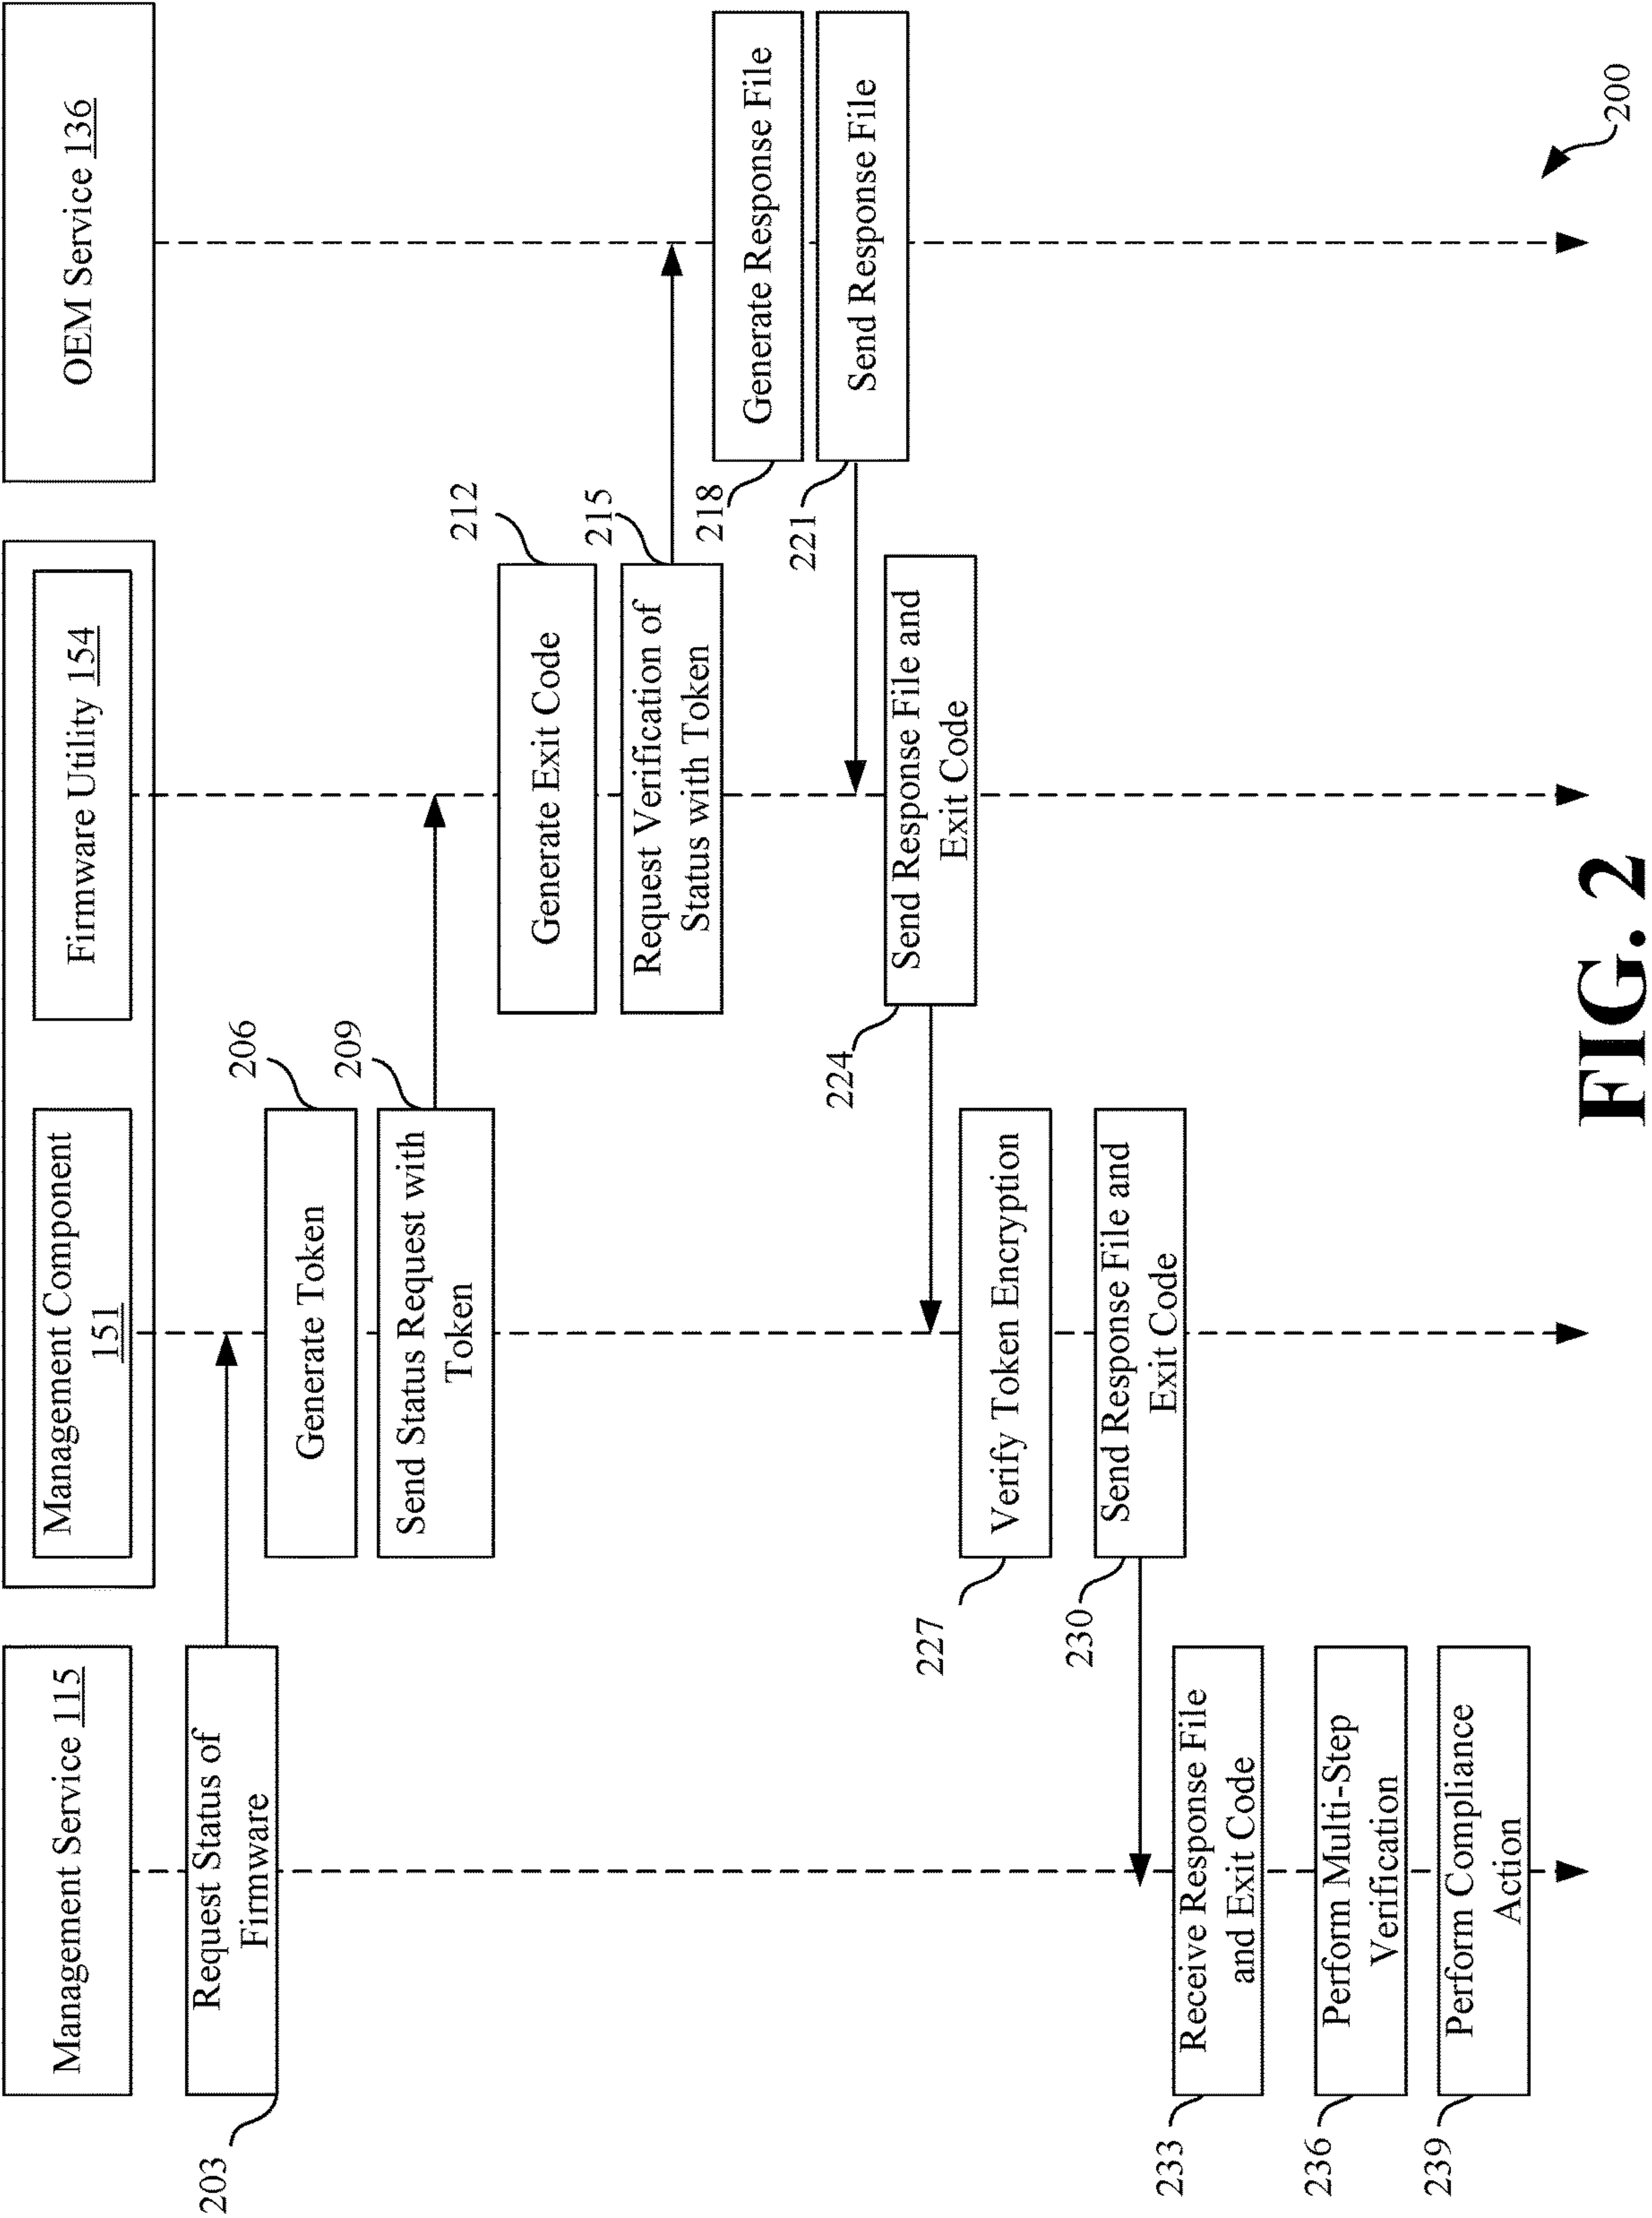 Management Service 115
Management Component
151
Firmware Utility 154
OEM Service 136
203
Request Status of
Firmware
206
Generate Token
209
Send Status Request with
Token
212
Generate Exit Code
215
Request Verification of
Status with Token
218
Generate Response File
221
Send Response File
224
Send Response File and
Exit Code
227
Verify Token Encryption
230
Send Response File and
Exit Code
233
Receive Response File
and Exit Code
236
Perform Multi-Step
Verification
239
Perform Compliance
Action
200
FIG. 2